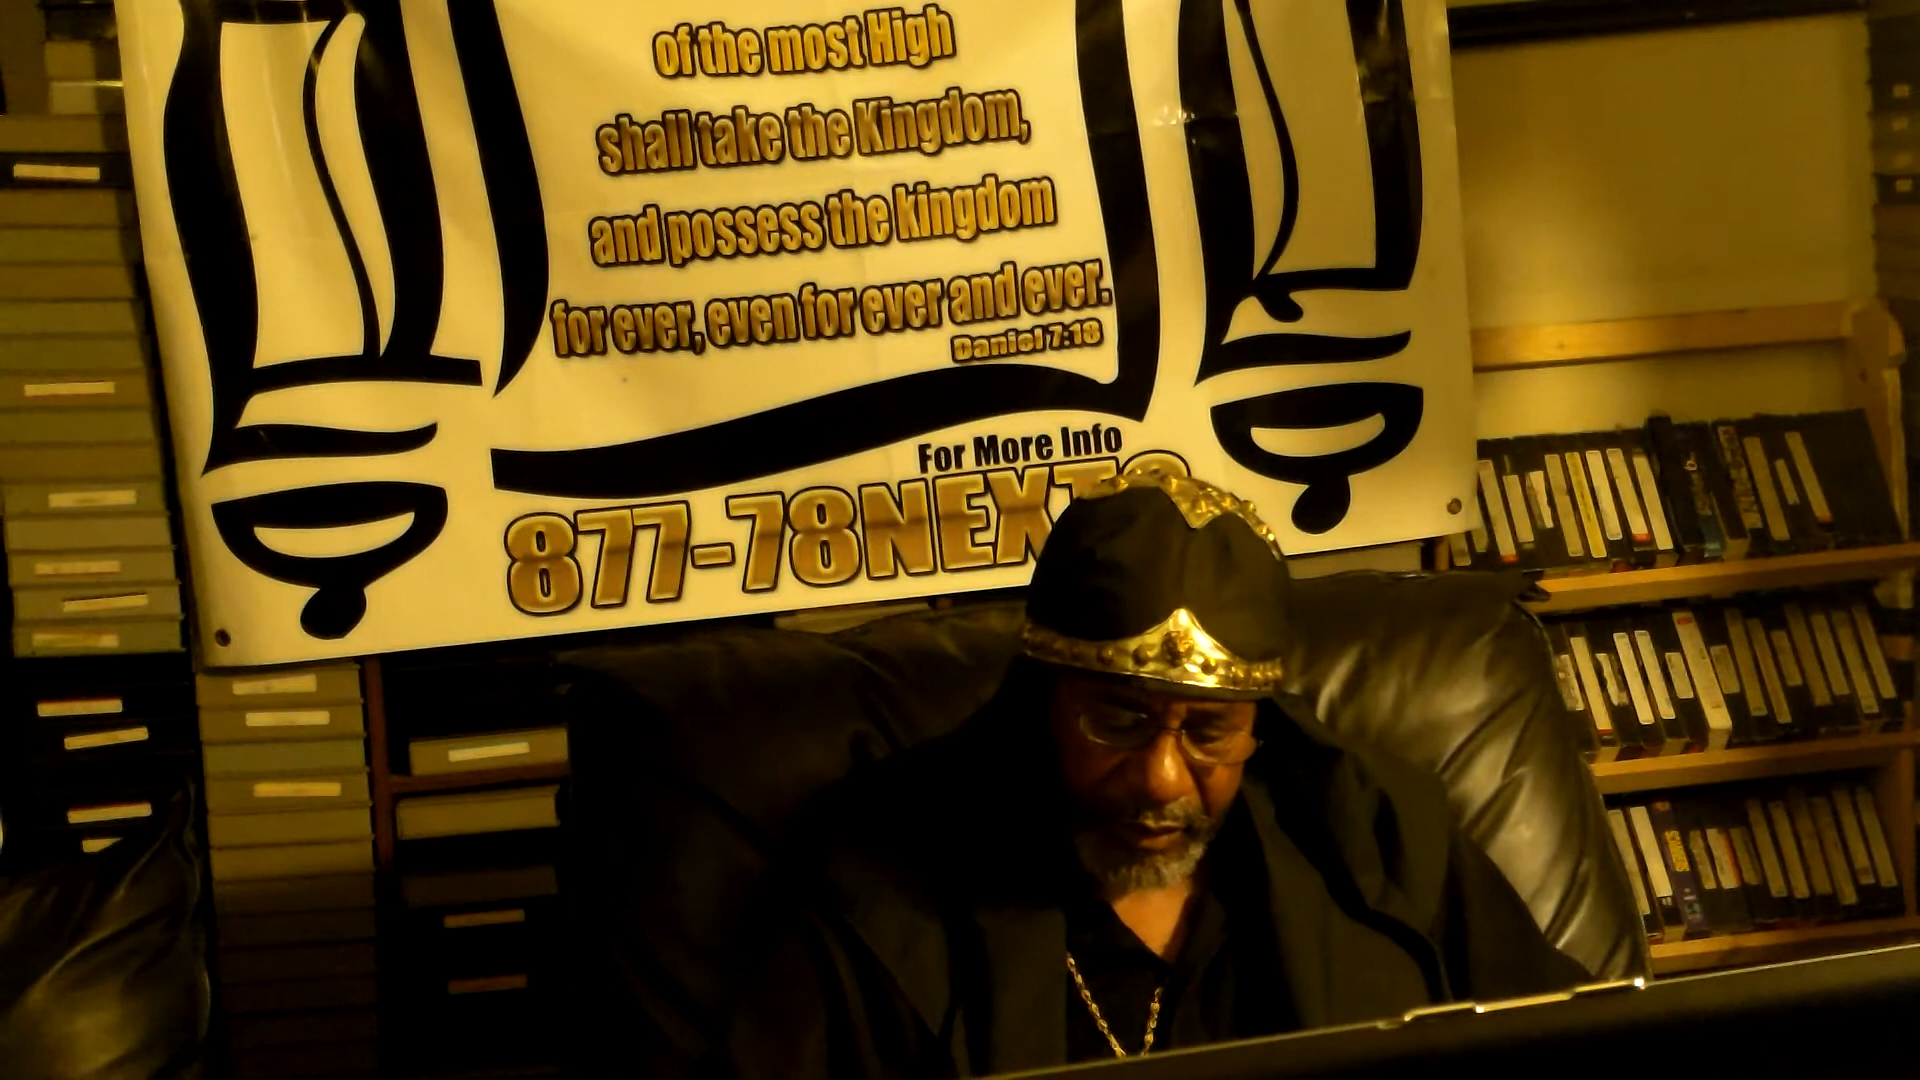 of the most High
shall take the Kingdom,
and possess the kingdom
for ever, even for ever and ever.
Daniel 7:18
For More Info
877-78NEXT